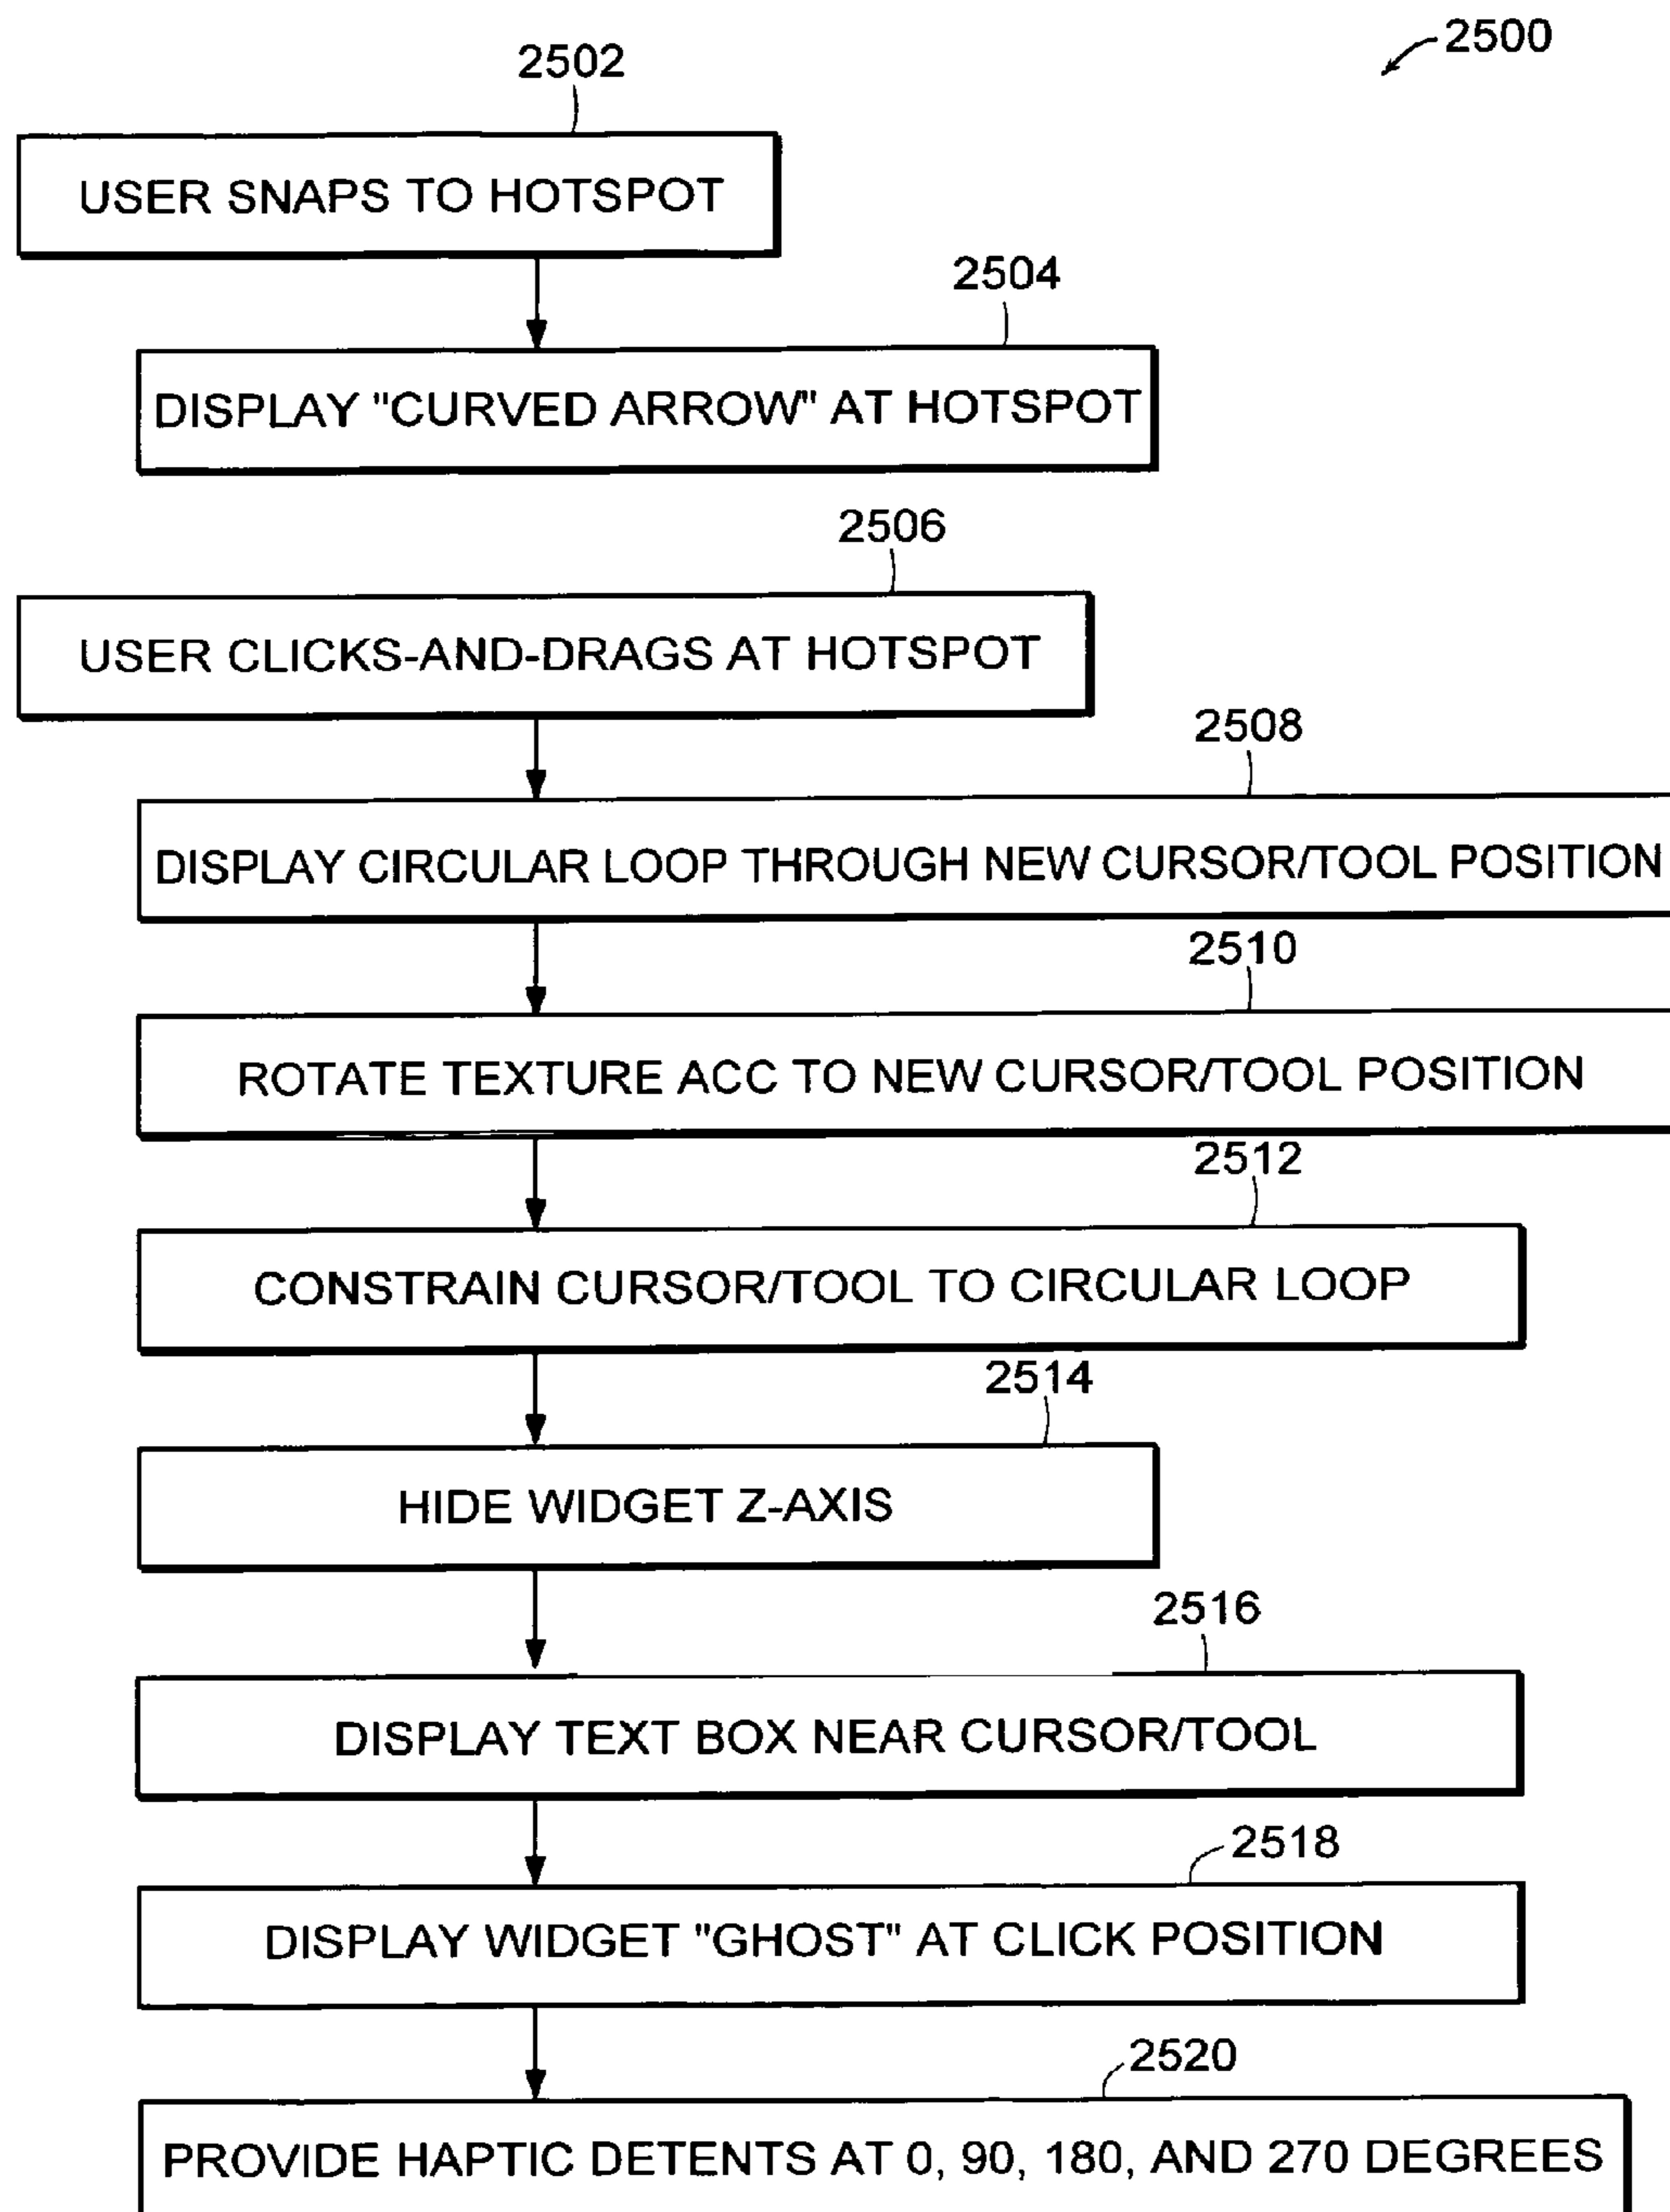 2500
2502
USER SNAPS TO HOTSPOT
2504
DISPLAY "CURVED ARROW" AT HOTSPOT
2506
USER CLICKS-AND-DRAGS AT HOTSPOT
2508
DISPLAY CIRCULAR LOOP THROUGH NEW CURSOR/TOOL POSITION
2510
ROTATE TEXTURE ACC TO NEW CURSOR/TOOL POSITION
2512
CONSTRAIN CURSOR/TOOL TO CIRCULAR LOOP
2514
HIDE WIDGET Z-AXIS
2516
DISPLAY TEXT BOX NEAR CURSOR/TOOL
2518
DISPLAY WIDGET "GHOST" AT CLICK POSITION
2520
PROVIDE HAPTIC DETENTS AT 0, 90, 180, AND 270 DEGREES